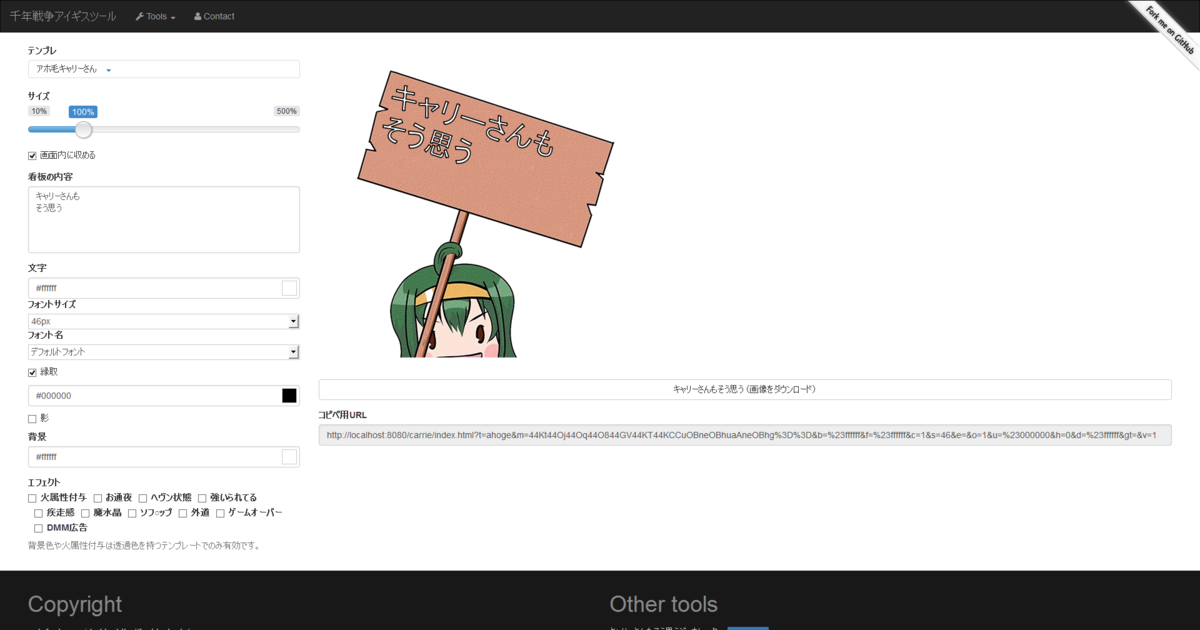 千年戦争アイギスツール Tools Contact
Fork me on GitHub
テンプレ
アホ毛キャリーさん
サイズ
10% 100% 500%
画面内に収める
看板の内容
キャリーさんも
そう思う
文字
#ffffff
フォントサイズ
46px
フォント名
デフォルトフォント
縁取
#000000
影
背景
#ffffff
エフェクト
火属性付与 お通夜 ヘヴン状態 強いられてる
疾走感 魔水晶 ソフ○ップ 外道 ゲームオーバー
DMM広告
背景色や火属性付与は透過色を持つテンプレートでのみ有効です。
キャリーさんも
そう思う
キャリーさんもそう思う (画像をダウンロード)
コピペ用URL
http://localhost:8080/carrie/index.html?t=ahoge&m=44Kt44Oj44Oq44O844GV44KT44KCCuOBneOBhuaAneOBhg%3D%3D&b=%23ffffff&f=%23ffffff&c=1&s=46&e=&o=1&u=%23000000&h=0&d=%23ffffff&gt=&v=1
Copyright
Other tools